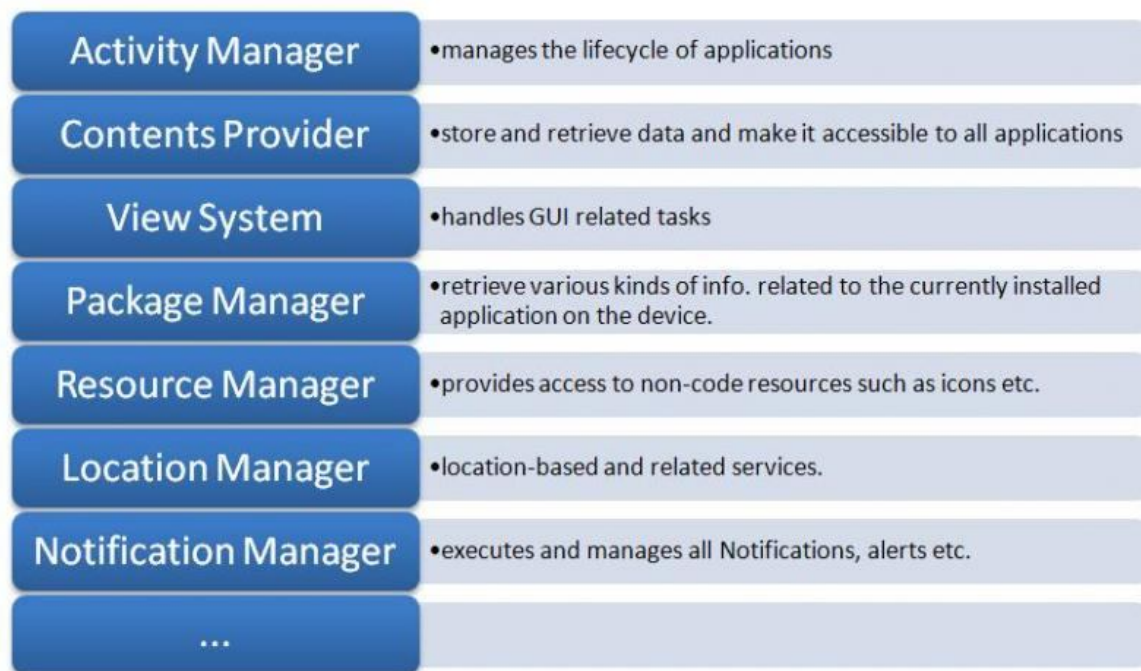 Activity Manager
•manages the lifecycle of applications
Contents Provider
•store and retrieve data and make it accessible to all applications
View System
•handles GUI related tasks
Package Manager
•retrieve various kinds of info. related to the currently installed
application on the device.
Resource Manager
•provides access to non-code resources such as icons etc.
Location Manager
•location-based and related services.
Notification Manager
•executes and manages all Notifications, alerts etc.
...